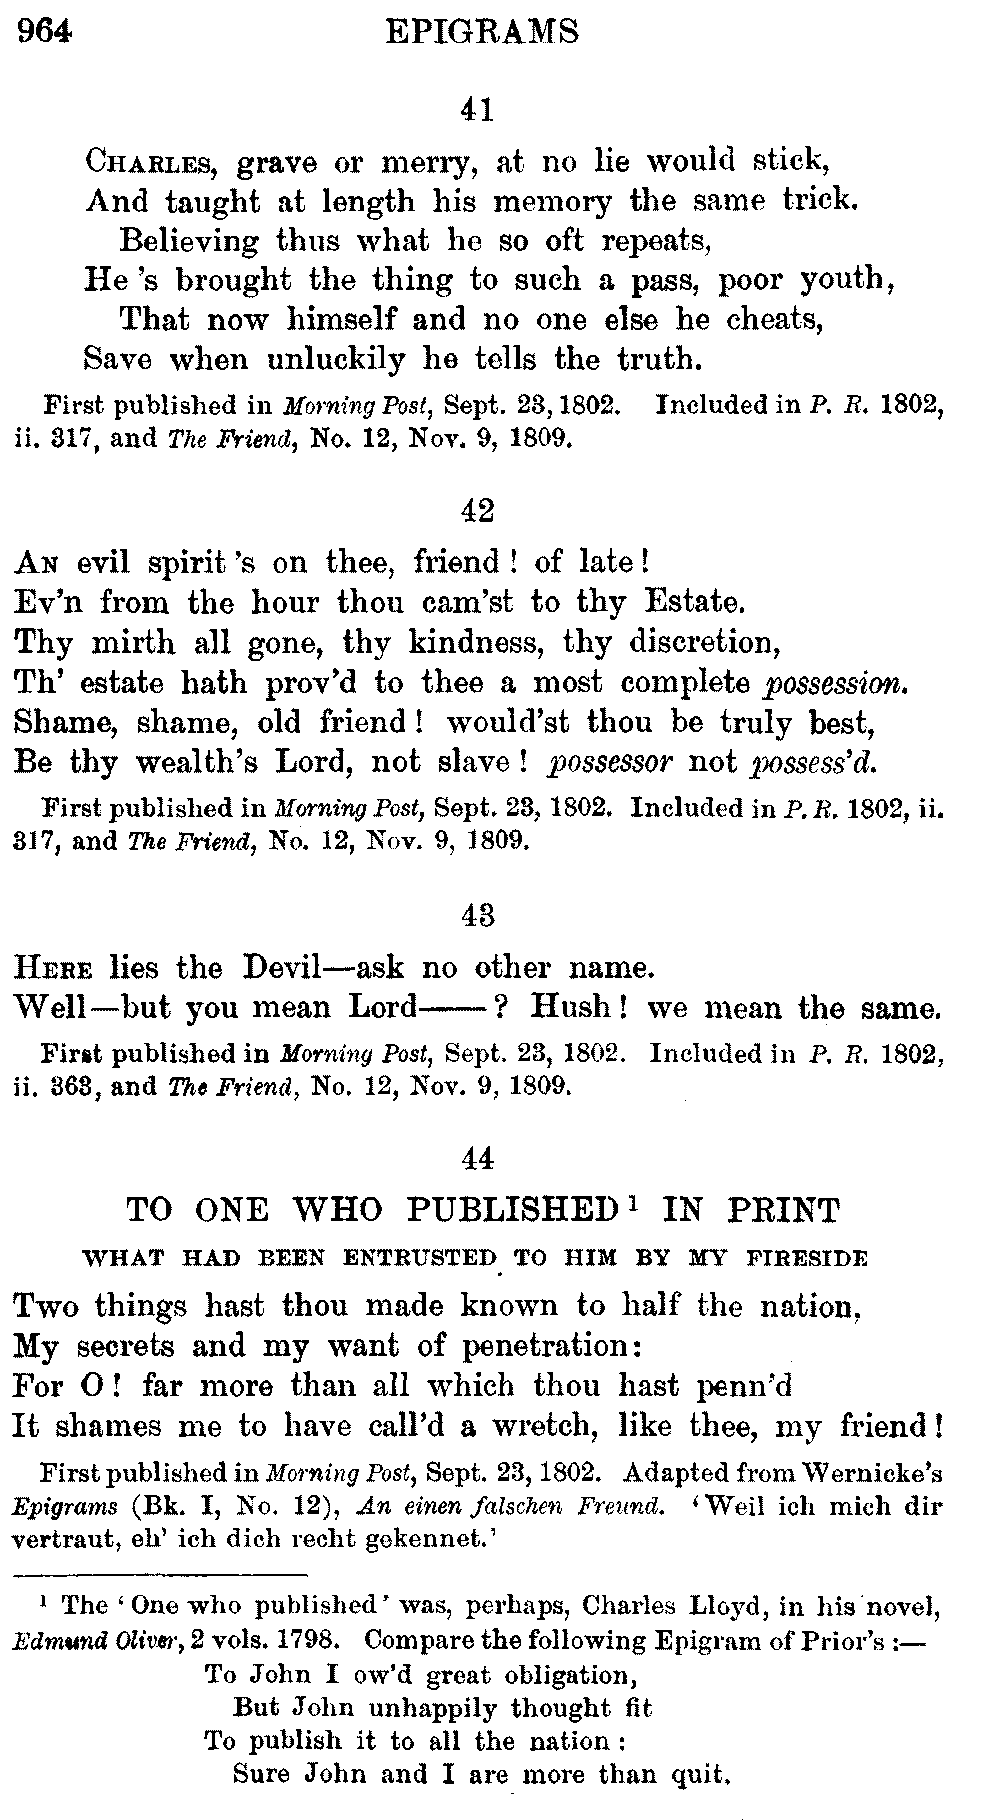 964 EPIGRAMS
41
CHARLES, grave or merry, at no lie would stick,
And taught at length his memory the same trick.
Believing thus what he so oft repeats,
He 's brought the thing to such a pass, poor youth,
That now himself and no one else he cheats,
Save when unluckily he tells the truth.
First published in Morning Post, Sept. 23, 1802. Included in P. R. 1802,
ii. 317, and The Friend, No. 12, Nov. 9, 1809.
42
AN evil spirit 's on thee, friend ! of late !
Ev'n from the hour thou cam'st to thy Estate.
Thy mirth all gone, thy kindness, thy discretion,
Th' estate hath prov'd to thee a most complete possession.
Shame, shame, old friend ! would'st thou be truly best,
Be thy wealth's Lord, not slave ! possessor not possess'd.
First published in Morning Post, Sept. 23, 1802. Included in P. R. 1802, ii.
317, and The Friend, No. 12, Nov. 9, 1809.
43
HERE lies the Devil—ask no other name.
Well—but you mean Lord——? Hush ! we mean the same.
First published in Morning Post, Sept. 23, 1802. Included in P. R. 1802,
ii. 363, and The Friend, No. 12, Nov. 9, 1809.
44
TO ONE WHO PUBLISHED ¹ IN PRINT
WHAT HAD BEEN ENTRUSTED TO HIM BY MY FIRESIDE
Two things hast thou made known to half the nation,
My secrets and my want of penetration:
For O ! far more than all which thou hast penn'd
It shames me to have call'd a wretch, like thee, my friend !
First published in Morning Post, Sept. 23, 1802. Adapted from Wernicke's
Epigrams (Bk. I, No. 12), An einen falschen Freund. 'Weil ich mich dir
vertraut, eh' ich dich recht gekennet.'
¹ The ' One who published ' was, perhaps, Charles Lloyd, in his novel,
Edmund Oliver, 2 vols. 1798. Compare the following Epigram of Prior's :—
To John I ow'd great obligation,
But John unhappily thought fit
To publish it to all the nation :
Sure John and I are more than quit.